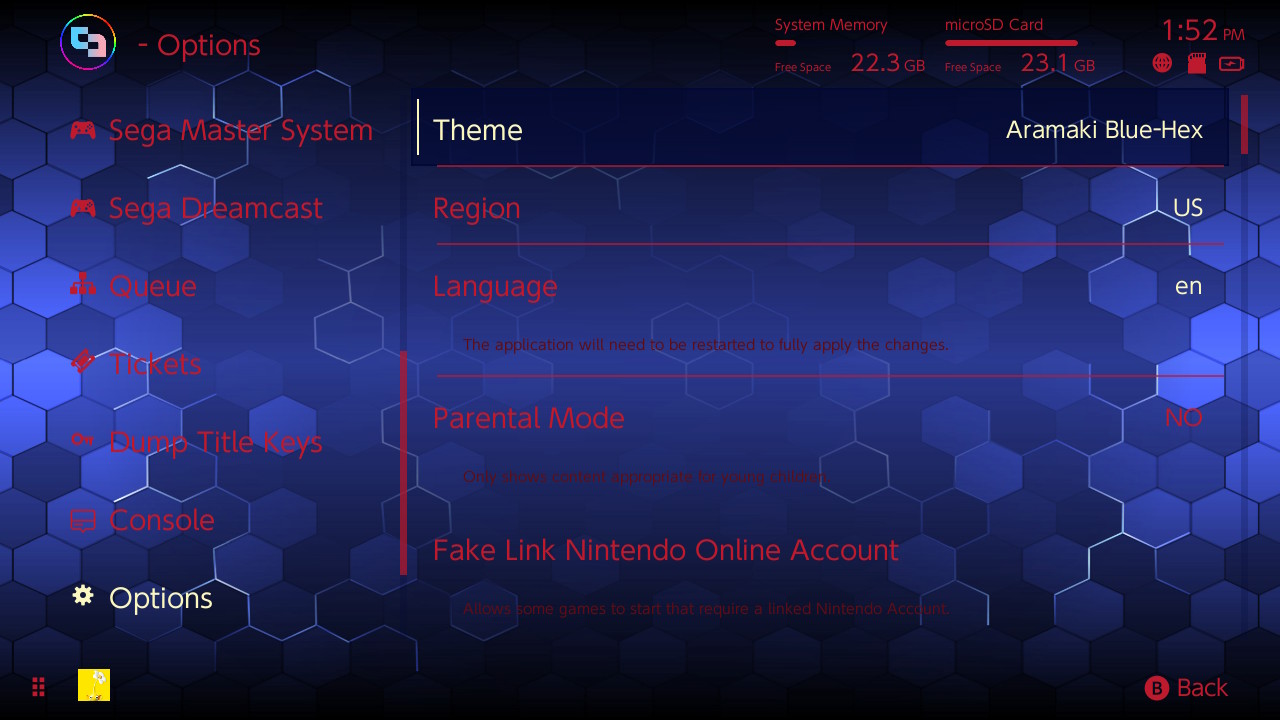 - Options
System Memory
microSD Card
1:52 PM
Free Space 22.3 GB
Free Space 23.1 GB
Sega Master System
Sega Dreamcast
Queue
Tickets
Dump Title Keys
Console
Options
Theme
Aramaki Blue-Hex
Region
US
Language
en
The application will need to be restarted to fully apply the changes.
Parental Mode
NO
Only shows content appropriate for young children.
Fake Link Nintendo Online Account
Allows some games to start that require a linked Nintendo Account.
B Back